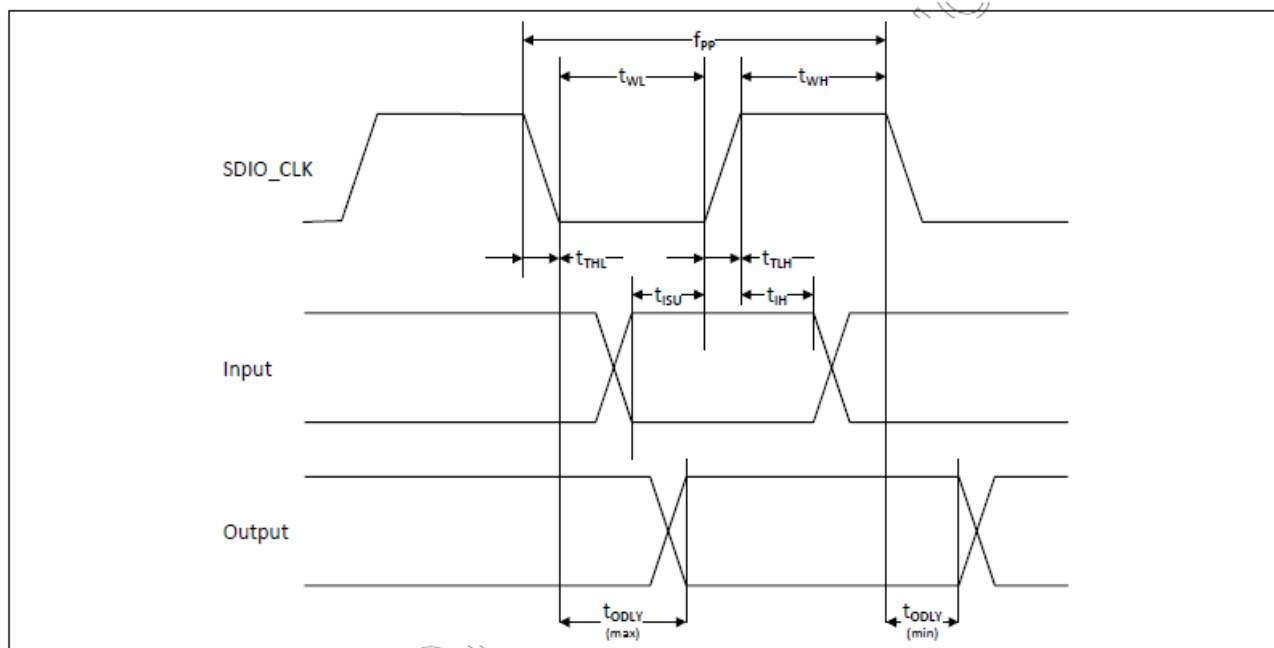 fPP
tWL
tWH
SDIO_CLK
tTHL
tTLH
tISU
tIH
Input
Output
tODLY
(max)
tODLY
(min)